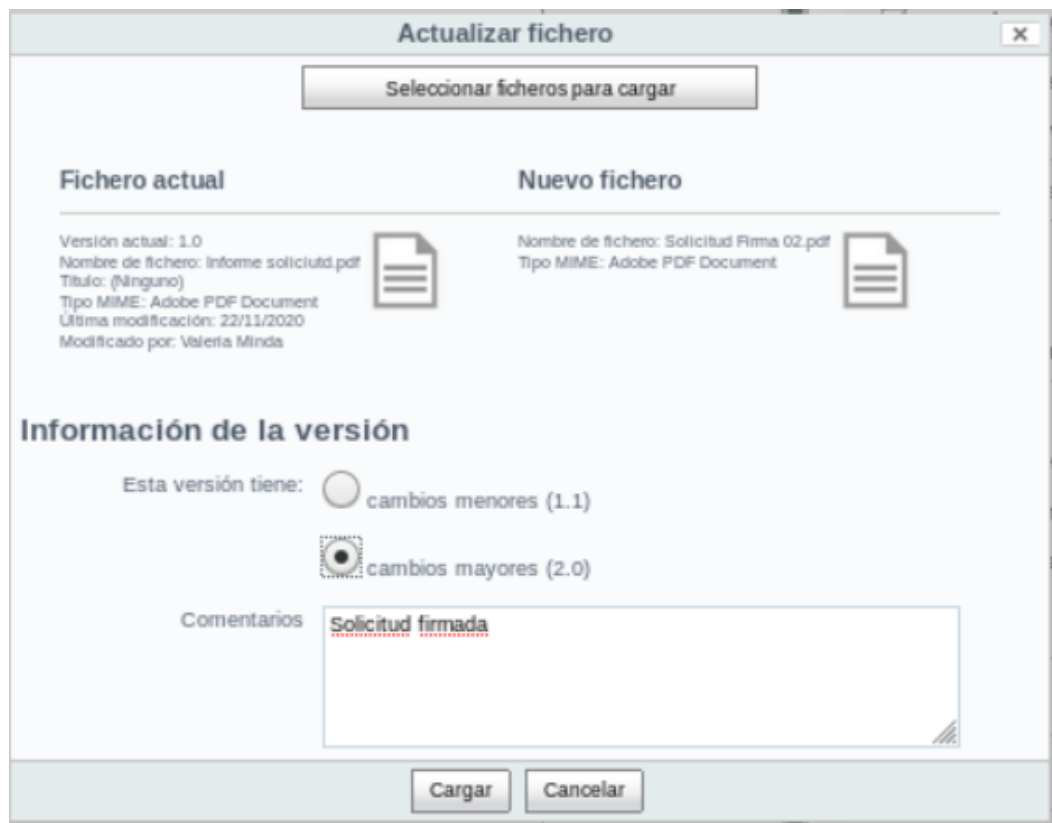 Actualizar fichero
Seleccionar ficheros para cargar
Fichero actual
Nuevo fichero
Versión actual: 1.0
Nombre de fichero: Informe soliciutd.pdf
Título: (Ninguno)
Tipo MIME: Adobe PDF Document
Última modificación: 22/11/2020
Modificado por: Valeria Minda
Nombre de fichero: Solicitud Firma 02.pdf
Tipo MIME: Adobe PDF Document
Información de la versión
Esta versión tiene:
cambios menores (1.1)
cambios mayores (2.0)
Comentarios
Solicitud firmada
Cargar
Cancelar